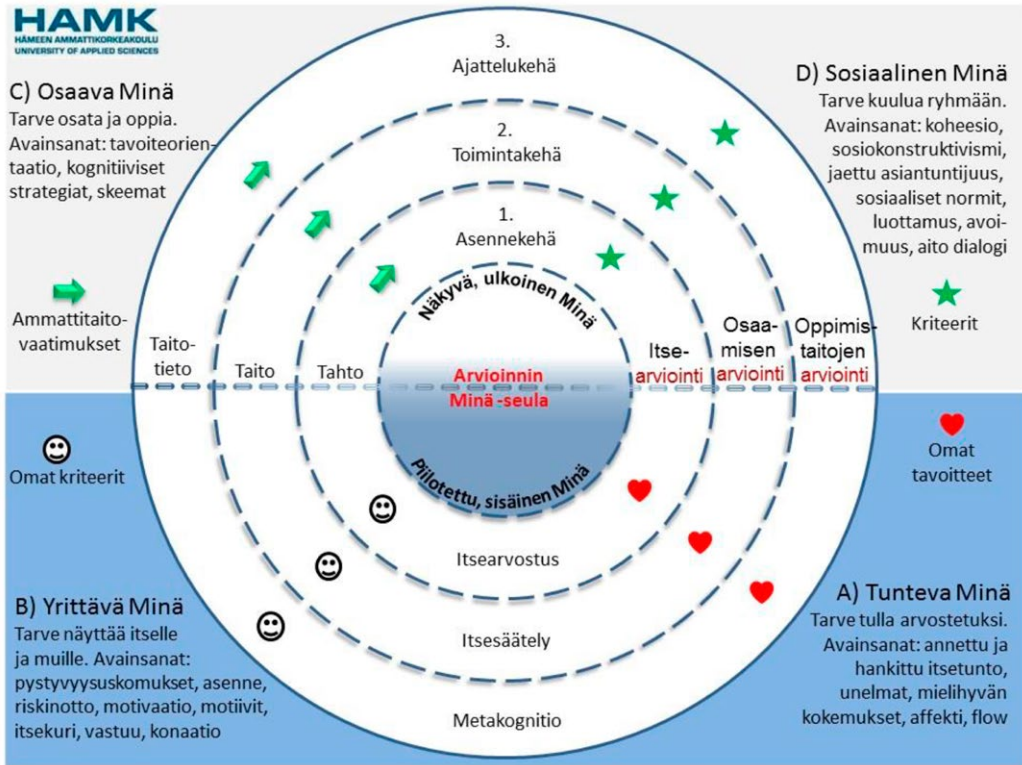 HAMK
HÄMEEN AMMATTIKORKEAKOULU
UNIVERSITY OF APPLIED SCIENCES
C) Osaava Minä
Tarve osata ja oppia.
Avainsanat: tavoiteorien-
taatio, kognitiiviset
strategiat, skeemat
Ammattitaito-
vaatimukset
3.
Ajattelukehä
2.
Toimintakehä
1.
Asennekehä
Näkyvä, ulkoinen Minä
D) Sosiaalinen Minä
Tarve kuulua ryhmään.
Avainsanat: koheesio,
sosiokonstruktivismi,
jaettu asiantuntijuus,
sosiaaliset normit,
luottamus, avoi-
muus, aito dialogi
Kriteerit
Taito-
tieto
Taito
Tahto
Arvioinnin
Minä -seula
Itse-
arviointi
Osaa-
misen
arviointi
Oppimis-
taitojen
arviointi
Omat kriteerit
Omat
tavoitteet
Piilotettu, sisäinen Minä
Itsearvostus
Itsesäätely
Metakognitio
B) Yrittävä Minä
Tarve näyttää itselle
ja muille. Avainsanat:
pystyvyysuskomukset, asenne,
riskinotto, motivaatio, motiivit,
itsekuri, vastuu, konaatio
A) Tunteva Minä
Tarve tulla arvostetuksi.
Avainsanat: annettu ja
hankittu itsetunto,
unelmat, mielihyvän
kokemukset, affekti, flow